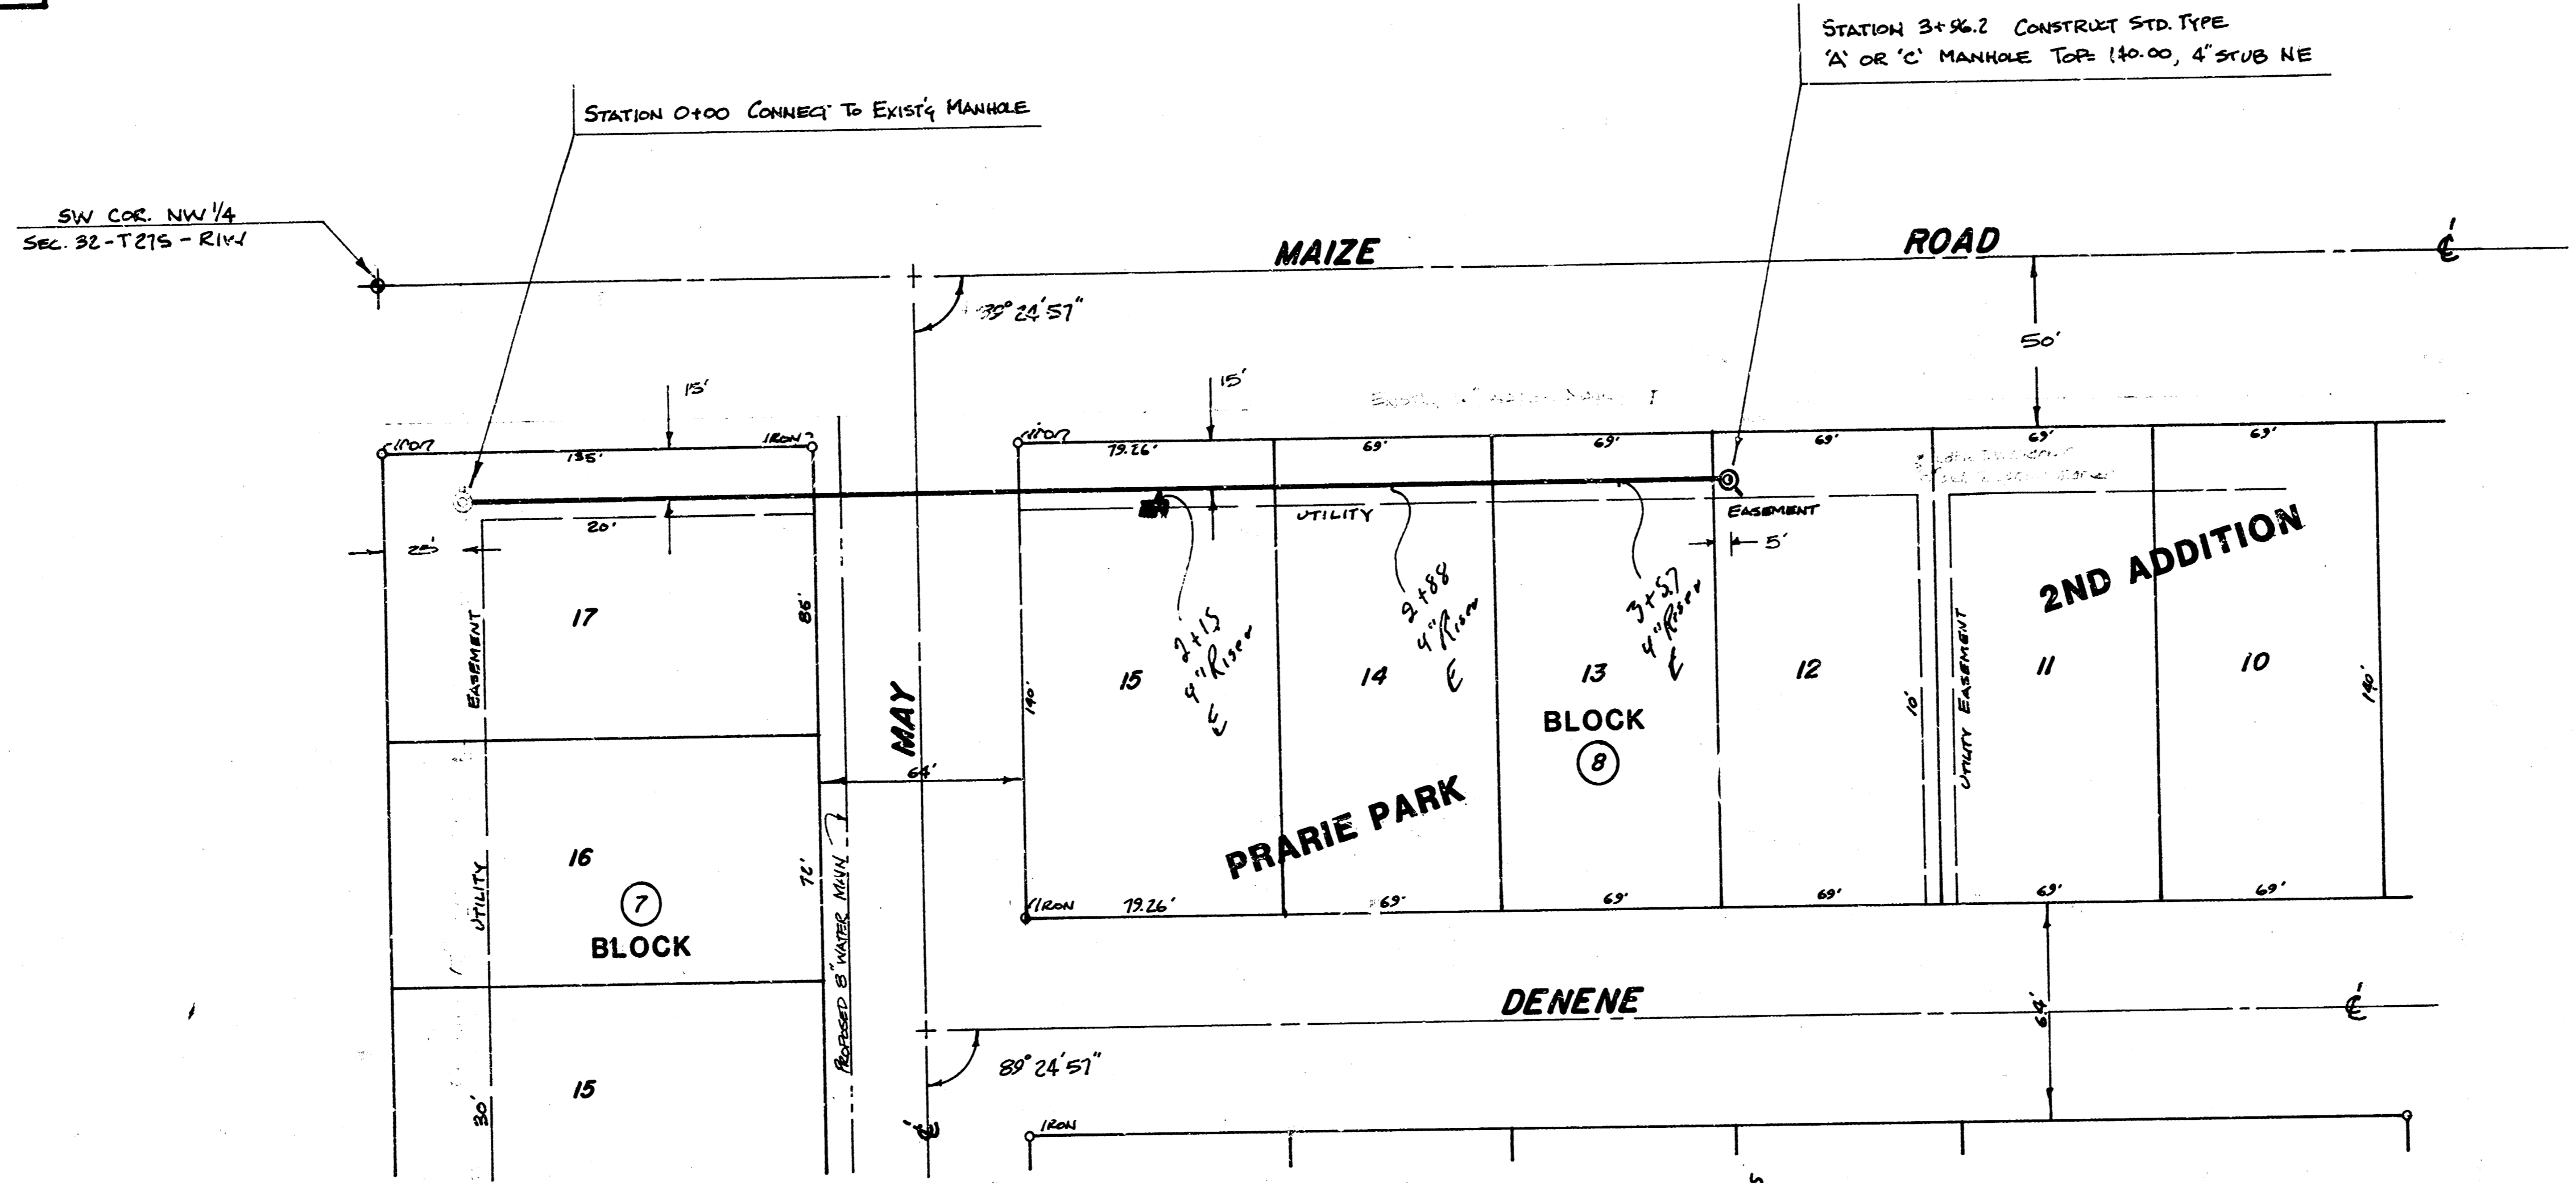 STATION 3+96.2 CONSTRUCT STD. TYPE
'A' OR 'C' MANHOLE TOP= 140.00, 4" STUB NE
STATION 0+00 CONNECT TO EXIST'G MANHOLE
SW COR. NW 1/4
SEC. 32-T27S-R1W
MAIZE ROAD
℄
89° 24' 57"
50'
15'
15'
IRON
IRON
IRON
135'
79.26'
69'
69'
69'
69'
69'
20'
25'
UTILITY
EASEMENT
5'
2ND ADDITION
17
86'
EASEMENT
2+15
4" Riser
E
2+88
4" Riser
E
3+57
4" Riser
E
15
14
13
12
11
10
140'
10'
UTILITY EASEMENT
140'
MAY
64'
BLOCK
8
PRARIE PARK
16
72'
UTILITY
7
BLOCK
PROPOSED 8" WATER MAIN
IRON
79.26'
69'
69'
69'
69'
69'
DENENE
℄
64'
89° 24' 57"
15
30'
℄
IRON